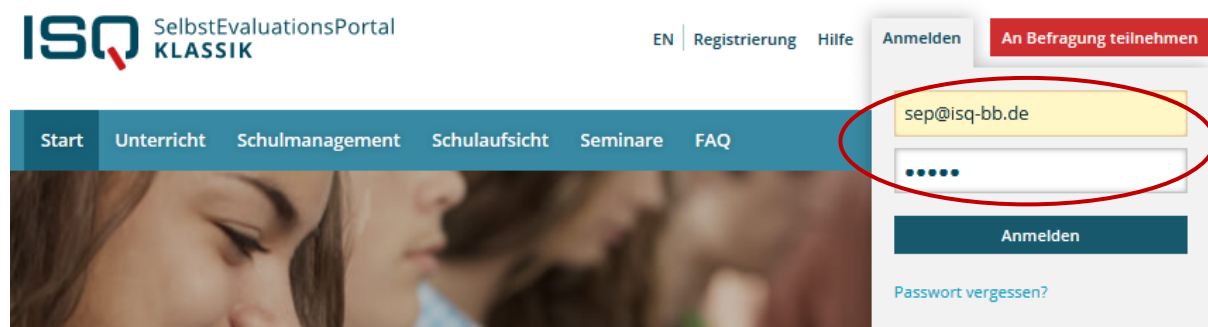 ISQ SelbstEvaluationsPortal
KLASSIK
EN Registrierung Hilfe Anmelden An Befragung teilnehmen
sep@isq-bb.de
•••••
Start Unterricht Schulmanagement Schulaufsicht Seminare FAQ
Anmelden
Passwort vergessen?